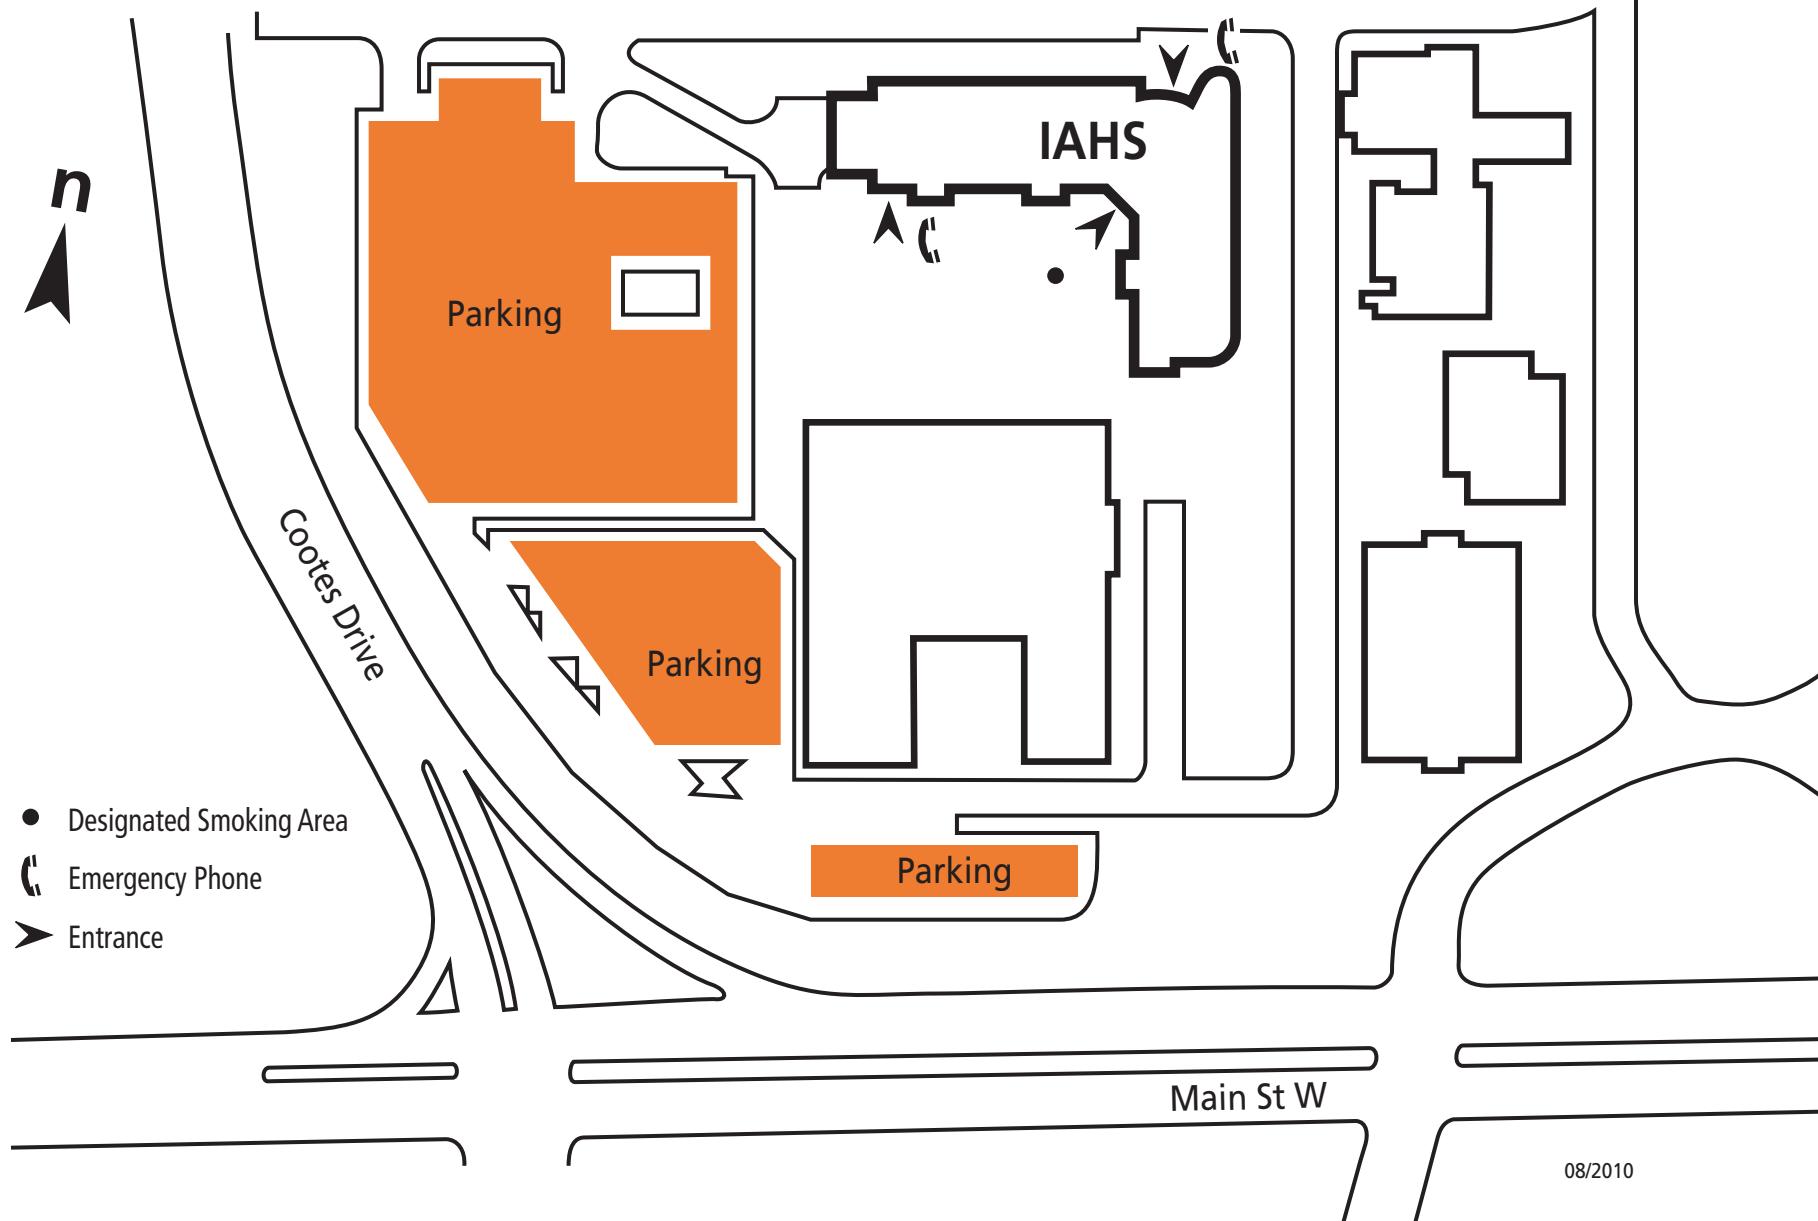 IAHS
n
Parking
Cootes Drive
Parking
Designated Smoking Area
Parking
Emergency Phone
Entrance
Main St W
08/2010